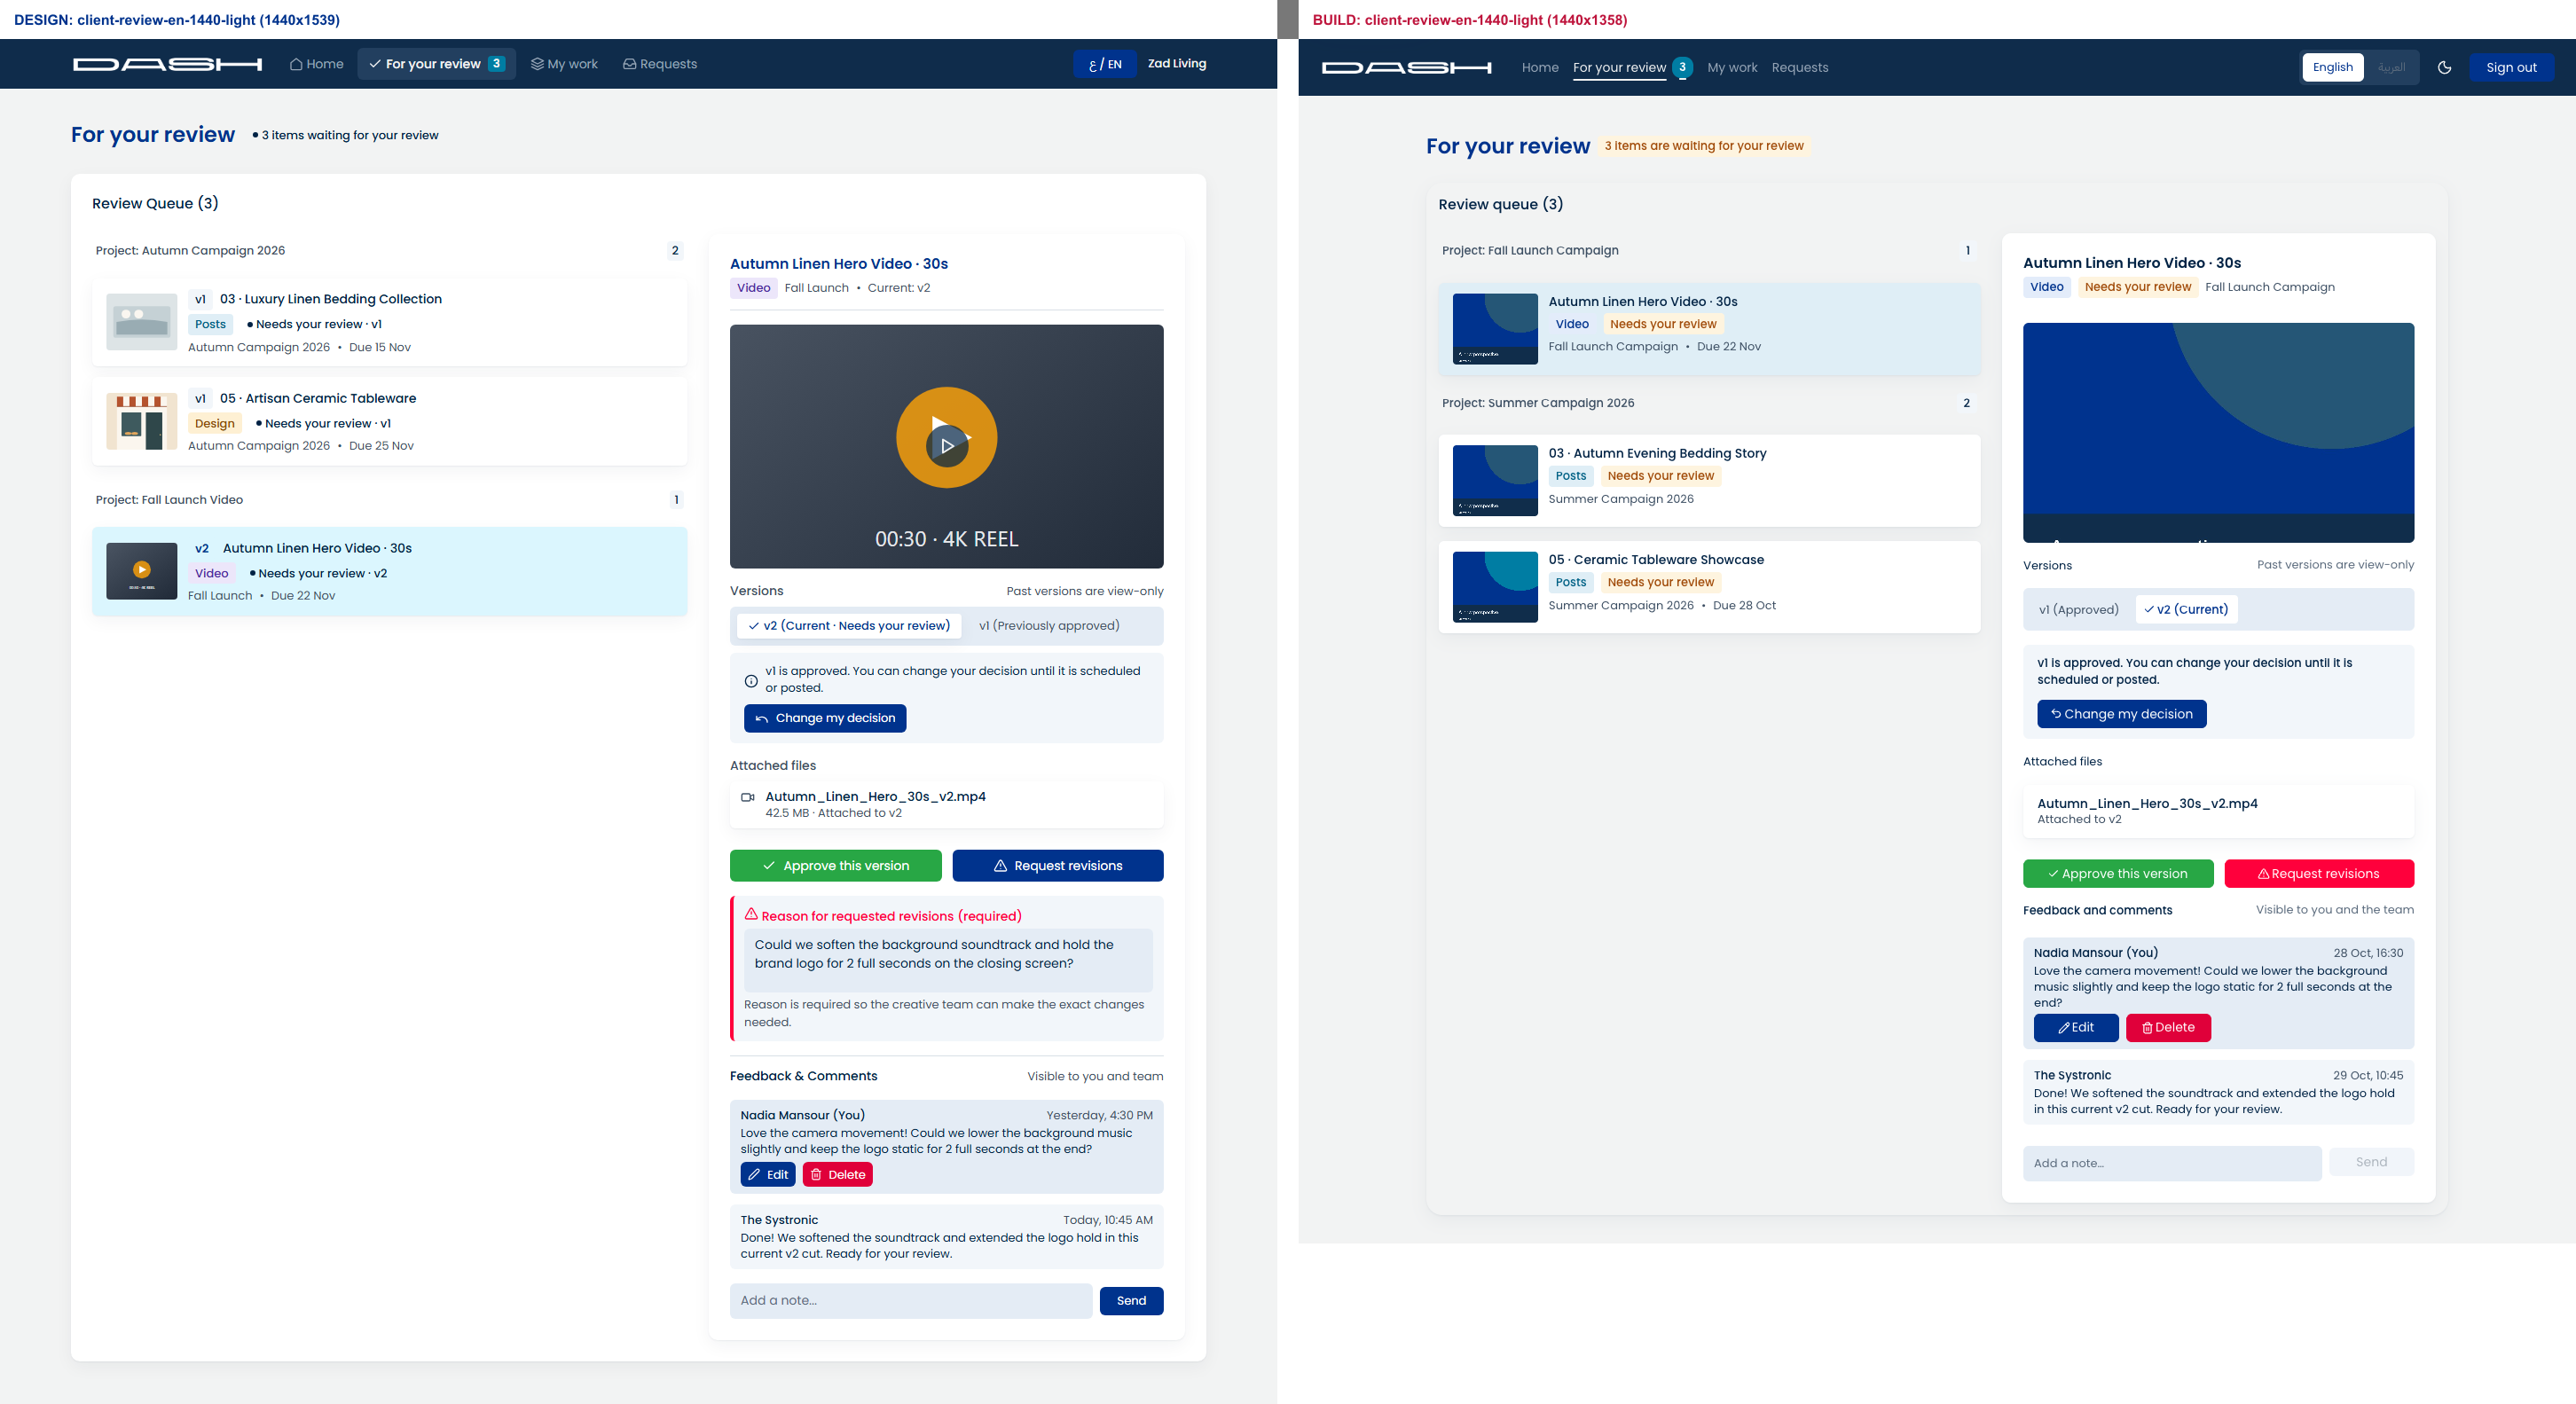 DESIGN: client-review-en-1440-light (1440x1539)
DASH
Home
For your review 3
My work
Requests
ع / EN
Zad Living
For your review
3 items waiting for your review
Review Queue (3)
Project: Autumn Campaign 2026
2
v1 03 · Luxury Linen Bedding Collection
Posts • Needs your review · v1
Autumn Campaign 2026 • Due 15 Nov
v1 05 · Artisan Ceramic Tableware
Design • Needs your review · v1
Autumn Campaign 2026 • Due 25 Nov
Project: Fall Launch Video
1
v2 Autumn Linen Hero Video · 30s
Video • Needs your review · v2
Fall Launch • Due 22 Nov
Autumn Linen Hero Video · 30s
Video Fall Launch • Current: v2
00:30 · 4K REEL
Versions
Past versions are view-only
v2 (Current · Needs your review)
v1 (Previously approved)
v1 is approved. You can change your decision until it is scheduled
or posted.
Change my decision
Attached files
Autumn_Linen_Hero_30s_v2.mp4
42.5 MB · Attached to v2
Approve this version
Request revisions
Reason for requested revisions (required)
Could we soften the background soundtrack and hold the
brand logo for 2 full seconds on the closing screen?
Reason is required so the creative team can make the exact changes
needed.
Feedback & Comments
Visible to you and team
Nadia Mansour (You)
Yesterday, 4:30 PM
Love the camera movement! Could we lower the background music
slightly and keep the logo static for 2 full seconds at the end?
Edit
Delete
The Systronic
Today, 10:45 AM
Done! We softened the soundtrack and extended the logo hold in this
current v2 cut. Ready for your review.
Add a note...
Send
BUILD: client-review-en-1440-light (1440x1358)
DASH
Home
For your review 3
My work
Requests
English
العربية
Sign out
For your review
3 items are waiting for your review
Review queue (3)
Project: Fall Launch Campaign
1
Autumn Linen Hero Video · 30s
Video Needs your review
Fall Launch Campaign • Due 22 Nov
Project: Summer Campaign 2026
2
03 · Autumn Evening Bedding Story
Posts Needs your review
Summer Campaign 2026
05 · Ceramic Tableware Showcase
Posts Needs your review
Summer Campaign 2026 • Due 28 Oct
Autumn Linen Hero Video · 30s
Video Needs your review Fall Launch Campaign
Versions
Past versions are view-only
v1 (Approved)
v2 (Current)
v1 is approved. You can change your decision until it is
scheduled or posted.
Change my decision
Attached files
Autumn_Linen_Hero_30s_v2.mp4
Attached to v2
Approve this version
Request revisions
Feedback and comments
Visible to you and the team
Nadia Mansour (You)
28 Oct, 16:30
Love the camera movement! Could we lower the background
music slightly and keep the logo static for 2 full seconds at the
end?
Edit
Delete
The Systronic
29 Oct, 10:45
Done! We softened the soundtrack and extended the logo hold
in this current v2 cut. Ready for your review.
Add a note...
Send